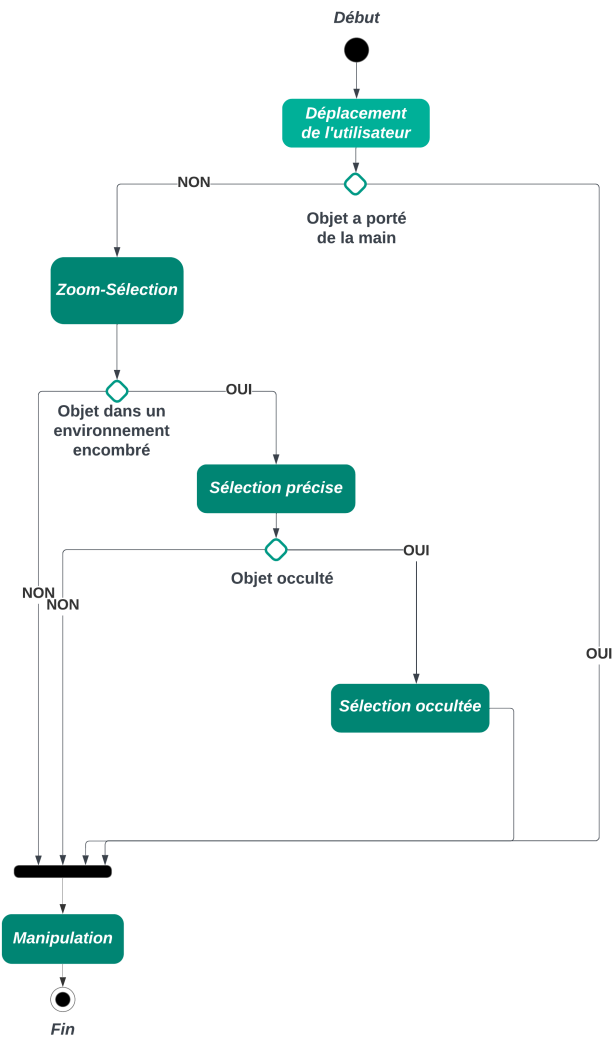 Début
Déplacement
de l'utilisateur
NON
Objet a porté
de la main
Zoom-Sélection
OUI
Objet dans un
environnement
encombré
Sélection précise
OUI
Objet occulté
NON
NON
OUI
Sélection occultée
Manipulation
Fin